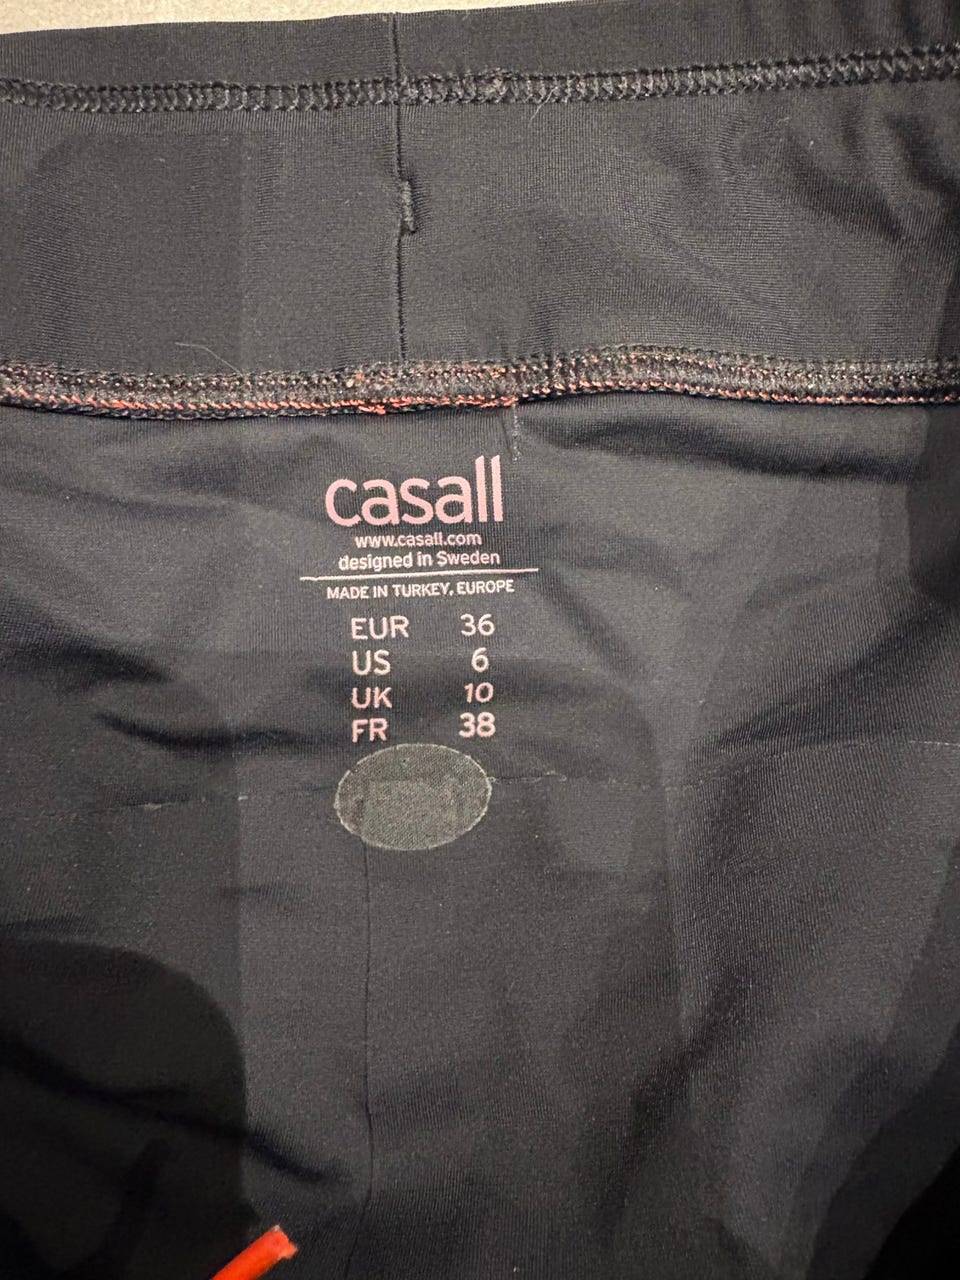 casall
www.casall.com
designed in Sweden
MADE IN TURKEY, EUROPE
EUR 36
US 6
UK 10
FR 38